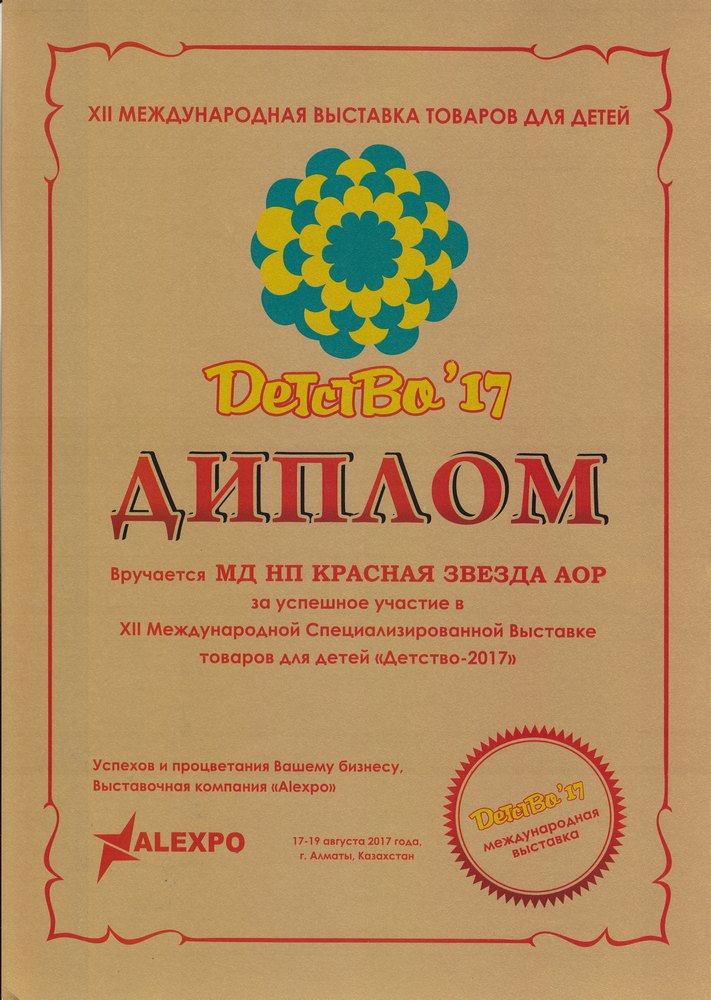 XII МЕЖДУНАРОДНАЯ ВЫСТАВКА ТОВАРОВ ДЛЯ ДЕТЕЙ
Детство'17
ДИПЛОМ
Вручается МД НП КРАСНАЯ ЗВЕЗДА АОР
за успешное участие в
XII Международной Специализированной Выставке
товаров для детей «Детство-2017»
Успехов и процветания Вашему бизнесу,
Выставочная компания «Alexpo»
ALEXPO
17-19 августа 2017 года,
г. Алматы, Казахстан
Детство'17
международная
выставка